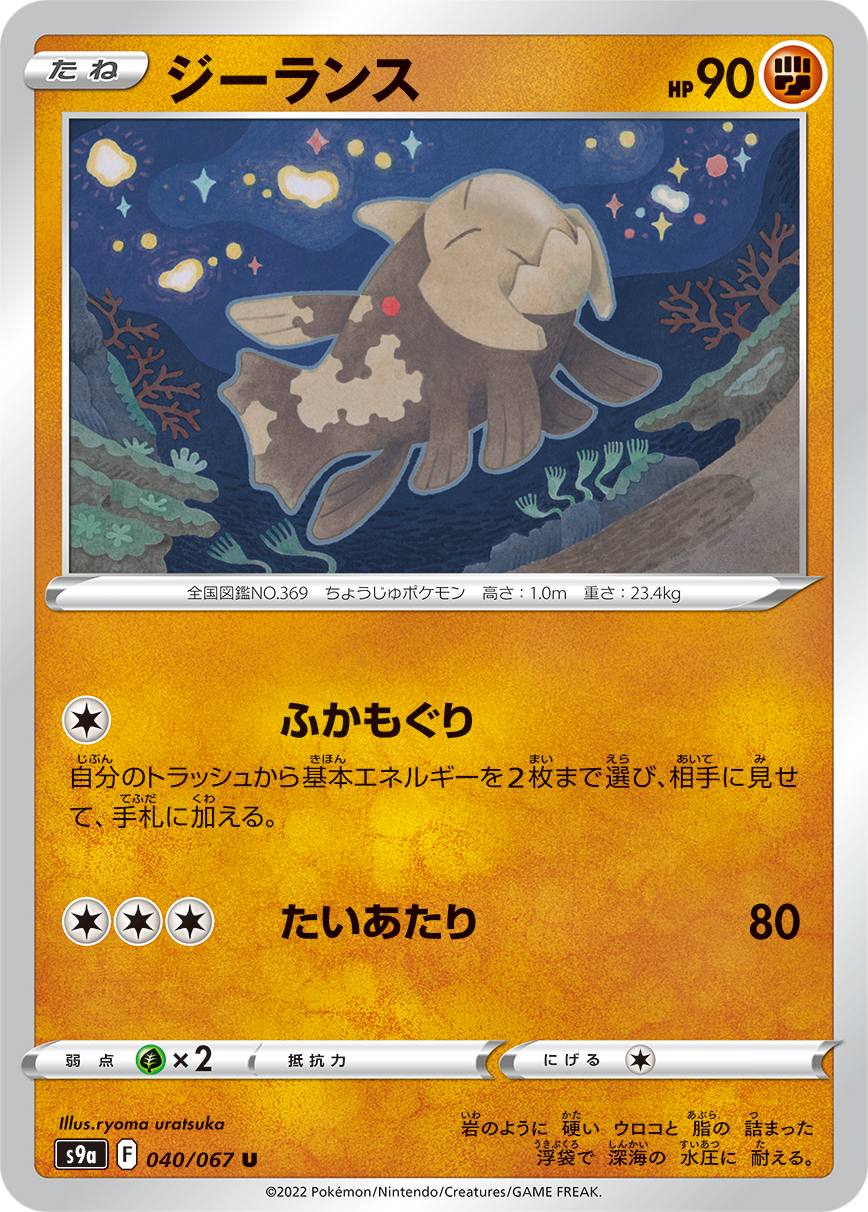 たね ジーランス HP90
全国図鑑NO.369 ちょうじゅポケモン 高さ:1.0m 重さ:23.4kg
ふかもぐり
自分のトラッシュから基本エネルギーを2枚まで選び、相手に見せ
て、手札に加える。
たいあたり 80
弱点 ×2 抵抗力 にげる
Illus.ryoma uratsuka
s9a F 040/067 U
岩のように 硬い ウロコと 脂の 詰まった
浮袋で 深海の 水圧に 耐える。
©2022 Pokémon/Nintendo/Creatures/GAME FREAK.